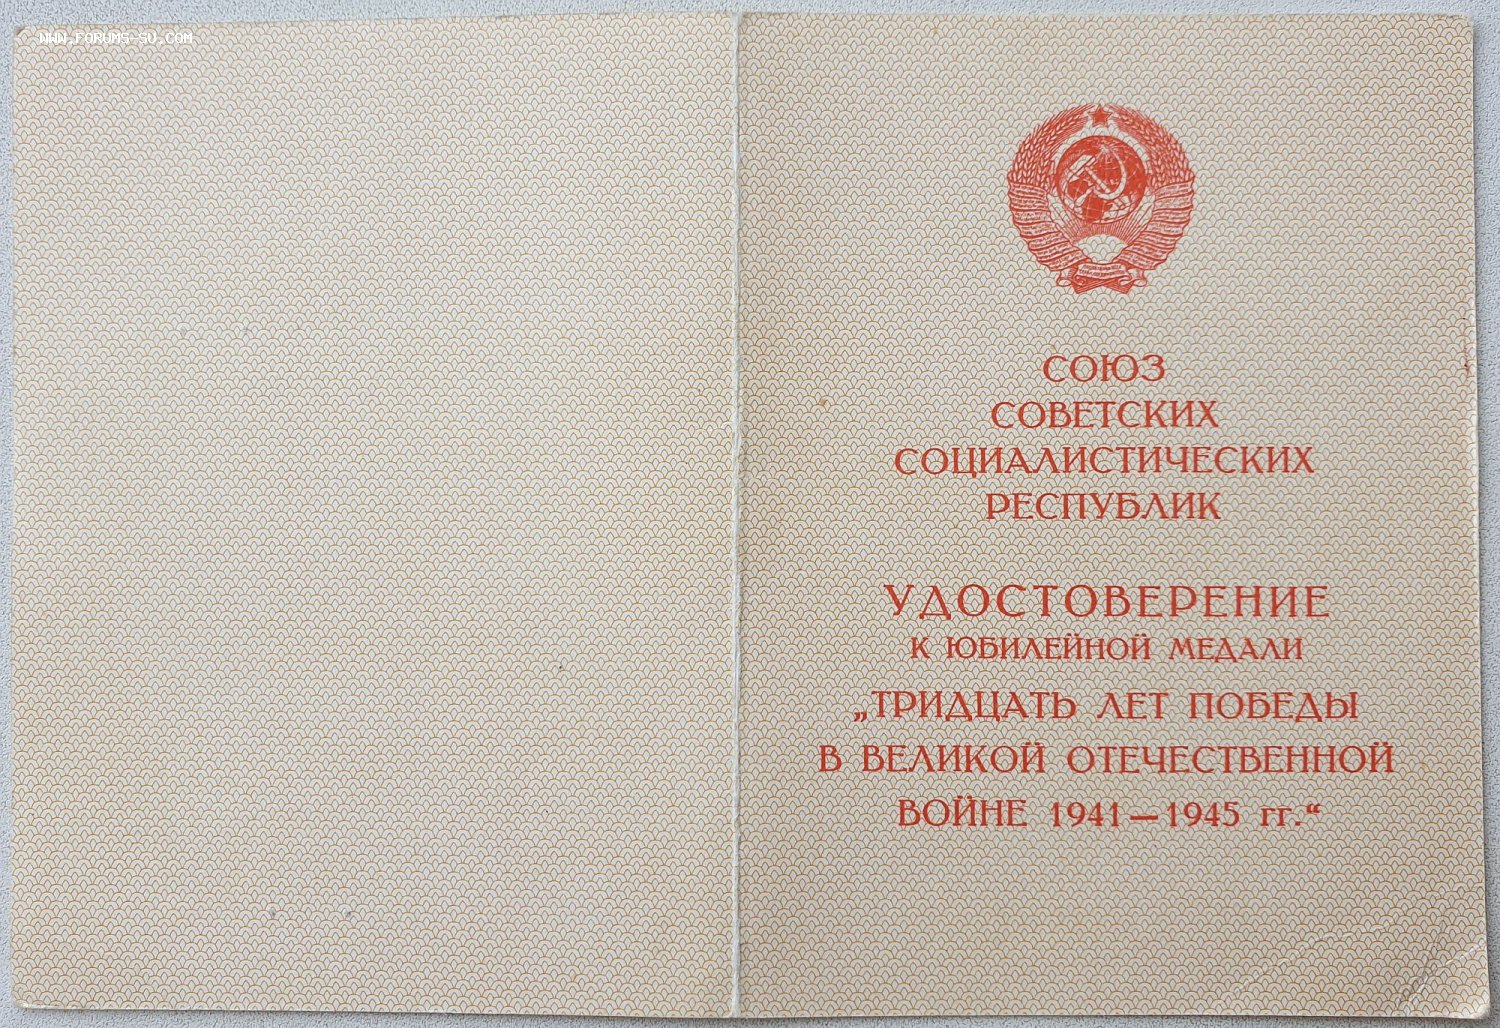 WWW.FORUMS-SU.COM
СОЮЗ
СОВЕТСКИХ
СОЦИАЛИСТИЧЕСКИХ
РЕСПУБЛИК
УДОСТОВЕРЕНИЕ
К ЮБИЛЕЙНОЙ МЕДАЛИ
„ТРИДЦАТЬ ЛЕТ ПОБЕДЫ
В ВЕЛИКОЙ ОТЕЧЕСТВЕННОЙ
ВОЙНЕ 1941—1945 гг.“